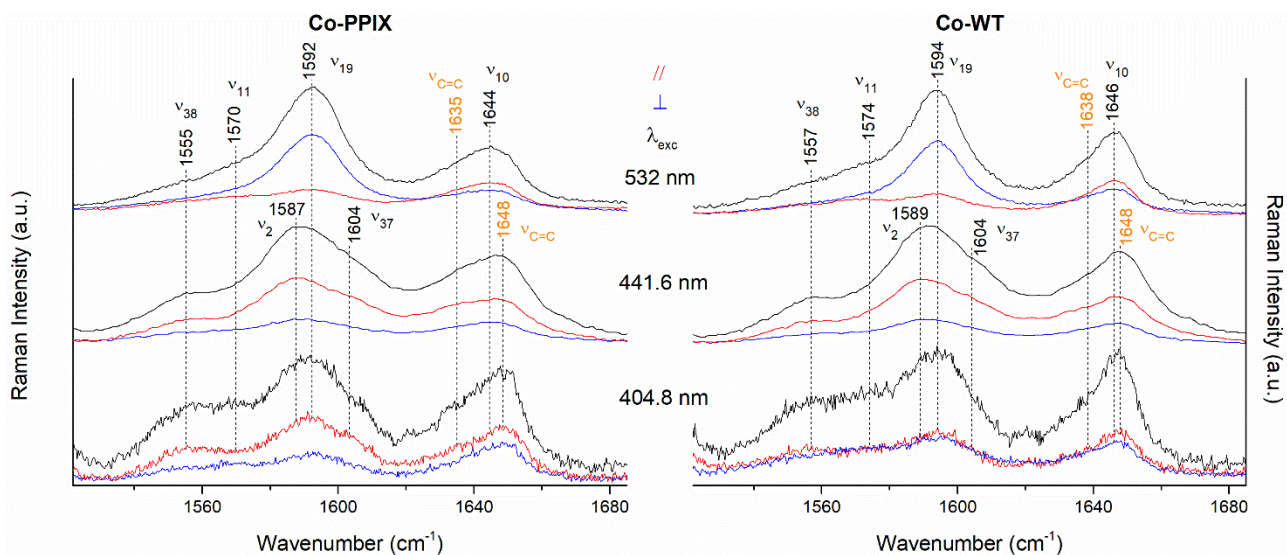 Co-PPIX
Co-WT
ν38
1555
ν11
1570
1592
ν19
νC=C
1635
ν10
1644
//
⊥
λexc
532 nm
ν2
1587
1604
ν37
1648
νC=C
441.6 nm
404.8 nm
ν38
1557
ν11
1574
1594
ν19
νC=C
1638
ν10
1646
ν2
1589
1604
ν37
1648
νC=C
Raman Intensity (a.u.)
Raman Intensity (a.u.)
1560 1600 1640 1680
1560 1600 1640 1680
Wavenumber (cm-1)
Wavenumber (cm-1)